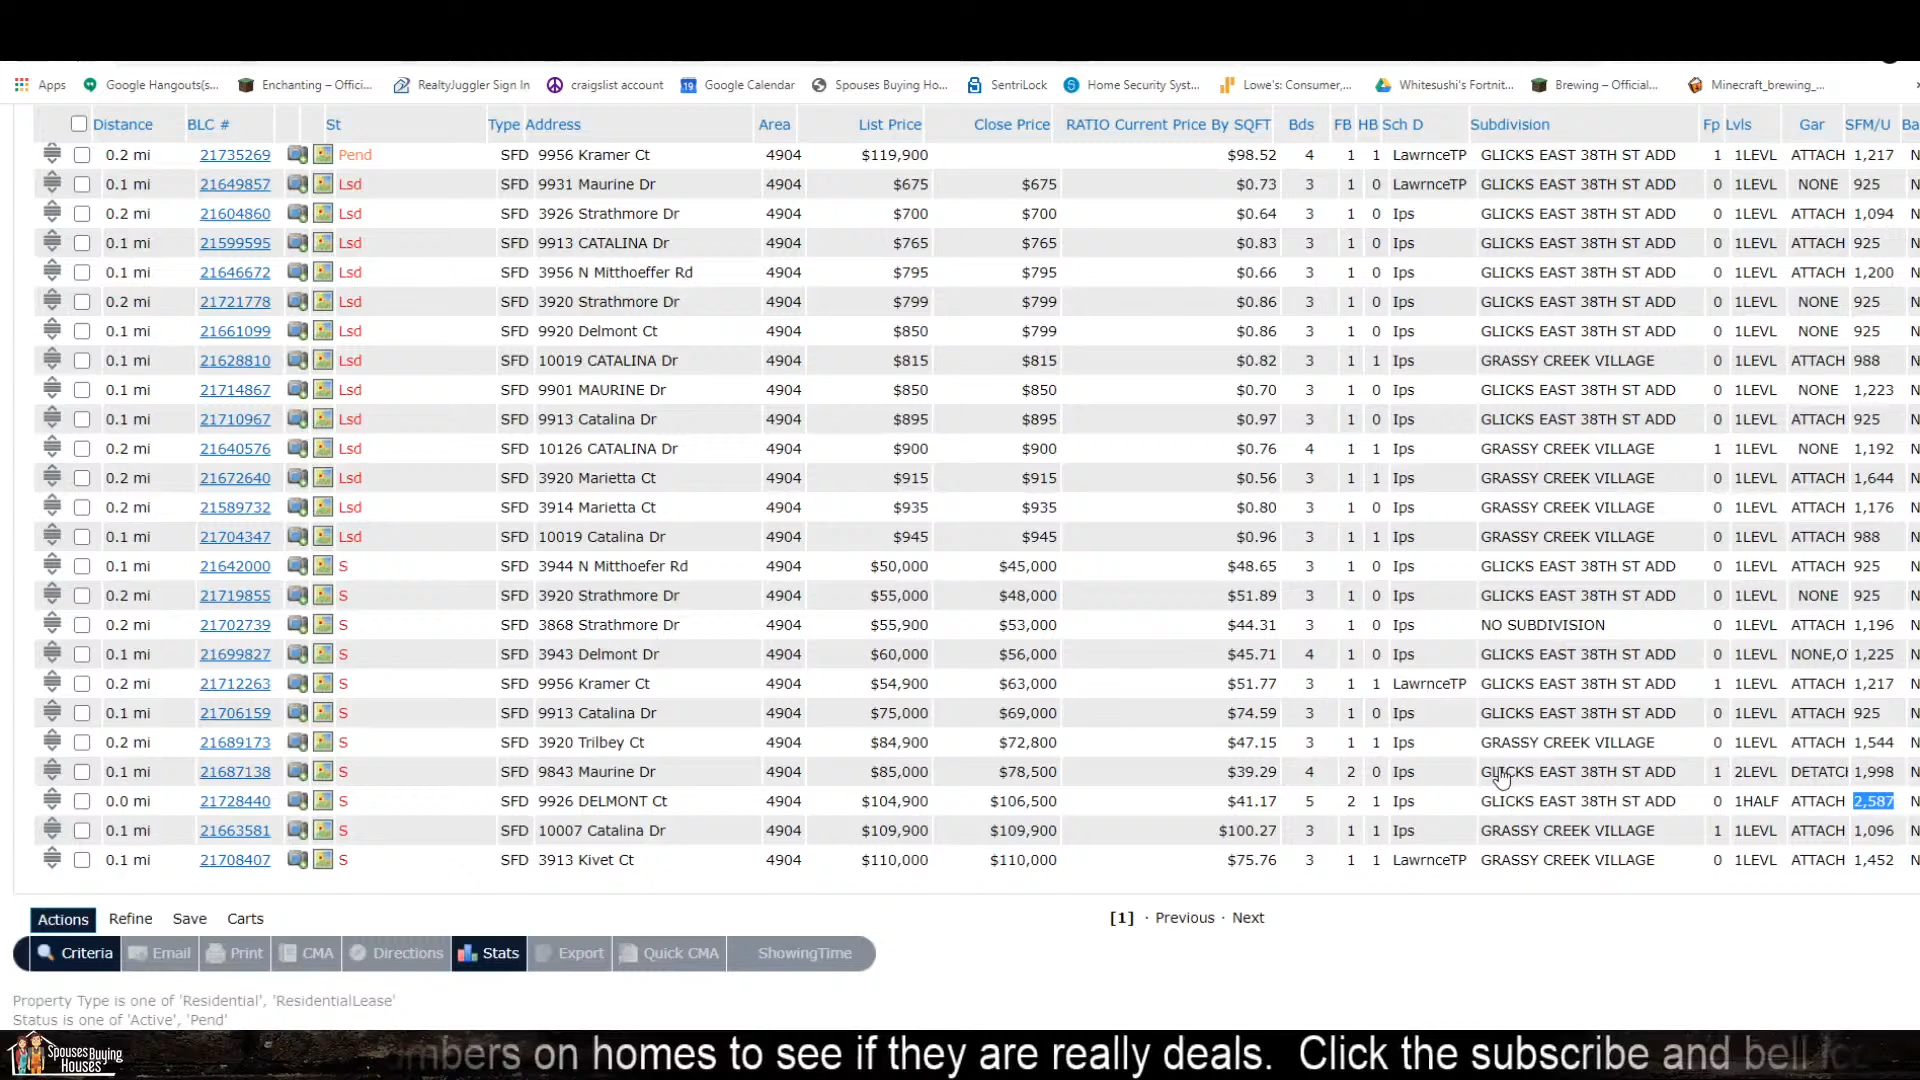 Apps Google Hangouts(s... Enchanting – Offici... RealtyJuggler Sign In craigslist account 19 Google Calendar Spouses Buying Ho... SentriLock Home Security Syst... Lowe's: Consumer,... Whitesushi's Fortnit... Brewing – Official... Minecraft_brewing_...
Distance BLC # St Type Address Area List Price Close Price RATIO Current Price By SQFT Bds FB HB Sch D Subdivision Fp Lvls Gar SFM/U Ba
0.2 mi 21735269 Pend SFD 9956 Kramer Ct 4904 $119,900 $98.52 4 1 1 LawrnceTP GLICKS EAST 38TH ST ADD 1 1LEVL ATTACH 1,217 N
0.1 mi 21649857 Lsd SFD 9931 Maurine Dr 4904 $675 $675 $0.73 3 1 0 LawrnceTP GLICKS EAST 38TH ST ADD 0 1LEVL NONE 925 N
0.2 mi 21604860 Lsd SFD 3926 Strathmore Dr 4904 $700 $700 $0.64 3 1 0 Ips GLICKS EAST 38TH ST ADD 0 1LEVL ATTACH 1,094 N
0.1 mi 21599595 Lsd SFD 9913 CATALINA Dr 4904 $765 $765 $0.83 3 1 0 Ips GLICKS EAST 38TH ST ADD 0 1LEVL ATTACH 925 N
0.1 mi 21646672 Lsd SFD 3956 N Mitthoeffer Rd 4904 $795 $795 $0.66 3 1 0 Ips GLICKS EAST 38TH ST ADD 0 1LEVL ATTACH 1,200 N
0.2 mi 21721778 Lsd SFD 3920 Strathmore Dr 4904 $799 $799 $0.86 3 1 0 Ips GLICKS EAST 38TH ST ADD 0 1LEVL NONE 925 N
0.1 mi 21661099 Lsd SFD 9920 Delmont Ct 4904 $850 $799 $0.86 3 1 0 Ips GLICKS EAST 38TH ST ADD 0 1LEVL NONE 925 N
0.1 mi 21628810 Lsd SFD 10019 CATALINA Dr 4904 $815 $815 $0.82 3 1 1 Ips GRASSY CREEK VILLAGE 0 1LEVL ATTACH 988 N
0.1 mi 21714867 Lsd SFD 9901 MAURINE Dr 4904 $850 $850 $0.70 3 1 0 Ips GLICKS EAST 38TH ST ADD 0 1LEVL NONE 1,223 N
0.1 mi 21710967 Lsd SFD 9913 Catalina Dr 4904 $895 $895 $0.97 3 1 0 Ips GLICKS EAST 38TH ST ADD 0 1LEVL ATTACH 925 N
0.2 mi 21640576 Lsd SFD 10126 CATALINA Dr 4904 $900 $900 $0.76 4 1 1 Ips GRASSY CREEK VILLAGE 1 1LEVL NONE 1,192 N
0.2 mi 21672640 Lsd SFD 3920 Marietta Ct 4904 $915 $915 $0.56 3 1 1 Ips GRASSY CREEK VILLAGE 0 1LEVL ATTACH 1,644 N
0.1 mi 21589732 Lsd SFD 3914 Marietta Ct 4904 $935 $935 $0.80 3 1 1 Ips GRASSY CREEK VILLAGE 0 1LEVL ATTACH 1,176 N
0.1 mi 21704347 Lsd SFD 10019 Catalina Dr 4904 $945 $945 $0.96 3 1 1 Ips GRASSY CREEK VILLAGE 0 1LEVL ATTACH 988 N
0.1 mi 21642000 S SFD 3944 N Mitthoefer Rd 4904 $50,000 $45,000 $48.65 3 1 0 Ips GLICKS EAST 38TH ST ADD 0 1LEVL ATTACH 925 N
0.2 mi 21719855 S SFD 3920 Strathmore Dr 4904 $55,000 $48,000 $51.89 3 1 0 Ips GLICKS EAST 38TH ST ADD 0 1LEVL NONE 925 N
0.2 mi 21702739 S SFD 3868 Strathmore Dr 4904 $55,900 $53,000 $44.31 3 1 0 Ips NO SUBDIVISION 0 1LEVL ATTACH 1,196 N
0.1 mi 21699827 S SFD 3943 Delmont Dr 4904 $60,000 $56,000 $45.71 4 1 0 Ips GLICKS EAST 38TH ST ADD 0 1LEVL NONE,O 1,225 N
0.2 mi 21712263 S SFD 9956 Kramer Ct 4904 $54,900 $63,000 $51.77 3 1 1 LawrnceTP GLICKS EAST 38TH ST ADD 1 1LEVL ATTACH 1,217 N
0.1 mi 21706159 S SFD 9913 Catalina Dr 4904 $75,000 $69,000 $74.59 3 1 0 Ips GLICKS EAST 38TH ST ADD 0 1LEVL ATTACH 925 N
0.2 mi 21689173 S SFD 3920 Trilbey Ct 4904 $84,900 $72,800 $47.15 3 1 1 Ips GRASSY CREEK VILLAGE 0 1LEVL ATTACH 1,544 N
0.1 mi 21687138 S SFD 9843 Maurine Dr 4904 $85,000 $78,500 $39.29 4 2 0 Ips GLICKS EAST 38TH ST ADD 1 2LEVL DETATCH 1,998 N
0.0 mi 21728440 S SFD 9926 DELMONT Ct 4904 $104,900 $106,500 $41.17 5 2 1 Ips GLICKS EAST 38TH ST ADD 0 1HALF ATTACH 2,587 N
0.1 mi 21663581 S SFD 10007 Catalina Dr 4904 $109,900 $109,900 $100.27 3 1 1 Ips GRASSY CREEK VILLAGE 1 1LEVL ATTACH 1,096 N
0.1 mi 21708407 S SFD 3913 Kivet Ct 4904 $110,000 $110,000 $75.76 3 1 1 LawrnceTP GRASSY CREEK VILLAGE 0 1LEVL ATTACH 1,452 N
Actions Refine Save Carts [1] · Previous · Next
Criteria Email Print CMA Directions Stats Export Quick CMA ShowingTime
Property Type is one of 'Residential', 'ResidentialLease'
Status is one of 'Active', 'Pend'
Spouses Buying Houses
mbers on homes to see if they are really deals. Click the subscribe and bell ic